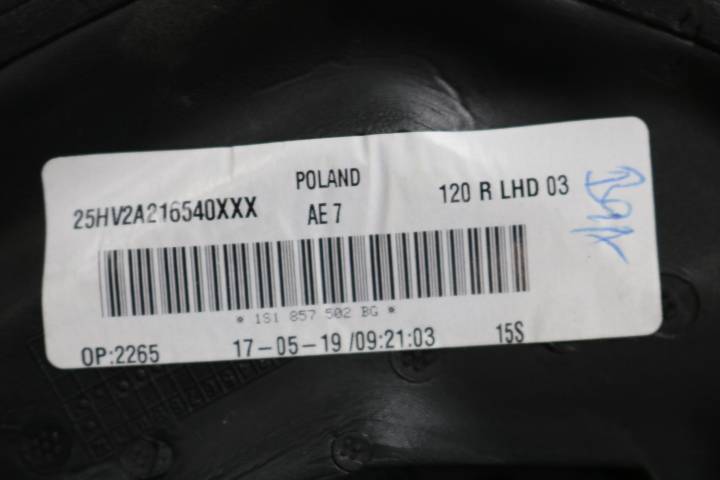 POLAND
25HV2A216540XXX AE 7 120 R LHD 03
* 1S1 857 502 BG *
OP:2265 17-05-19 /09:21:03 15S